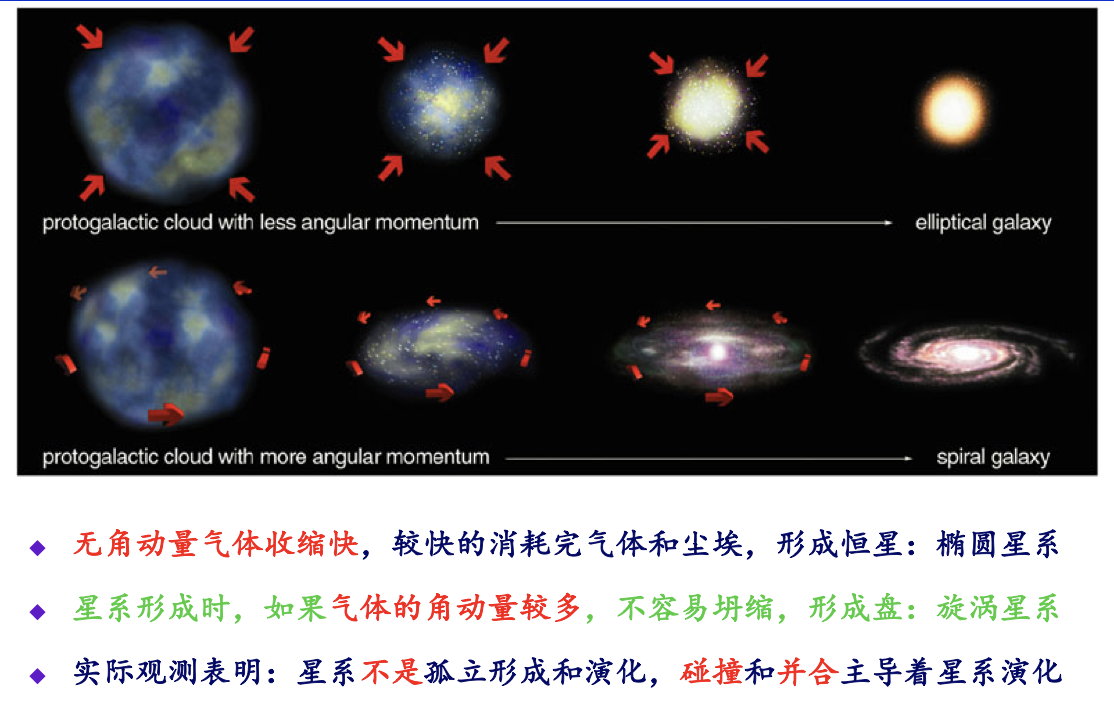 protogalactic cloud with less angular momentum elliptical galaxy
protogalactic cloud with more angular momentum spiral galaxy
无角动量气体收缩快，较快的消耗完气体和尘埃，形成恒星：椭圆星系
星系形成时，如果气体的角动量较多，不容易坍缩，形成盘：旋涡星系
实际观测表明：星系不是孤立形成和演化，碰撞和并合主导着星系演化